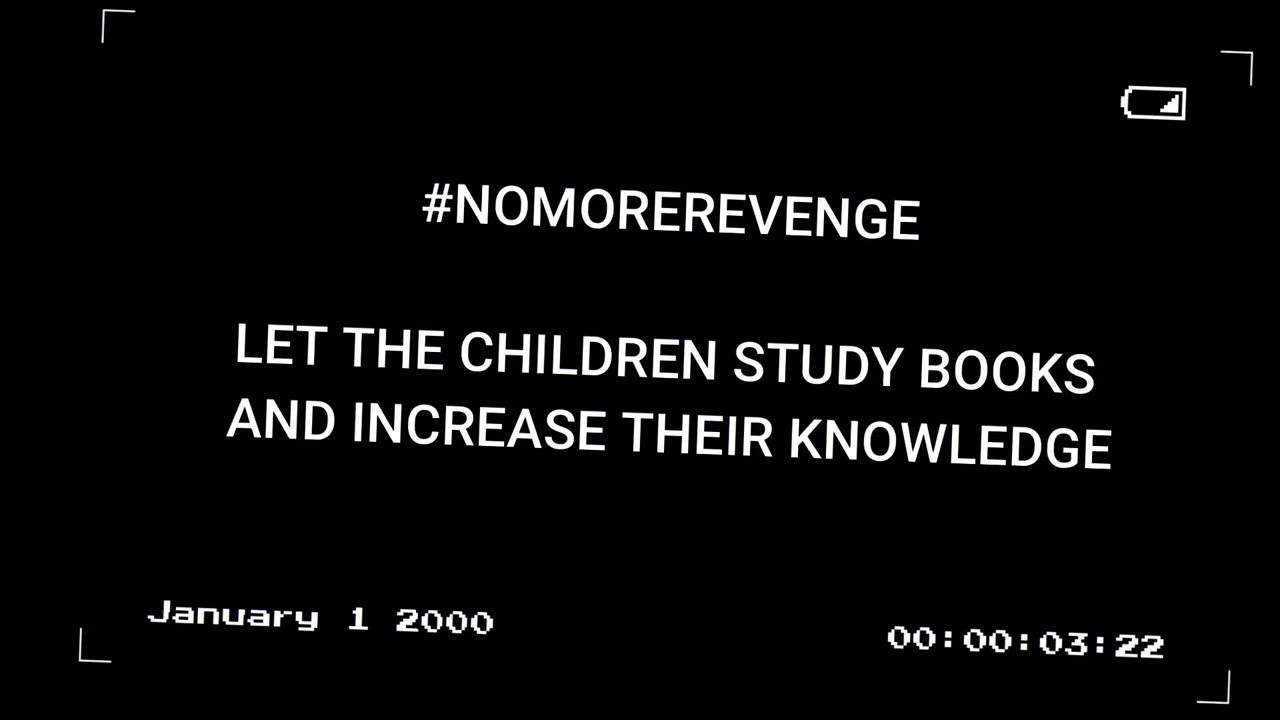 #NOMOREREVENGE
LET THE CHILDREN STUDY BOOKS
AND INCREASE THEIR KNOWLEDGE
January 1 2000
00:00:03:22